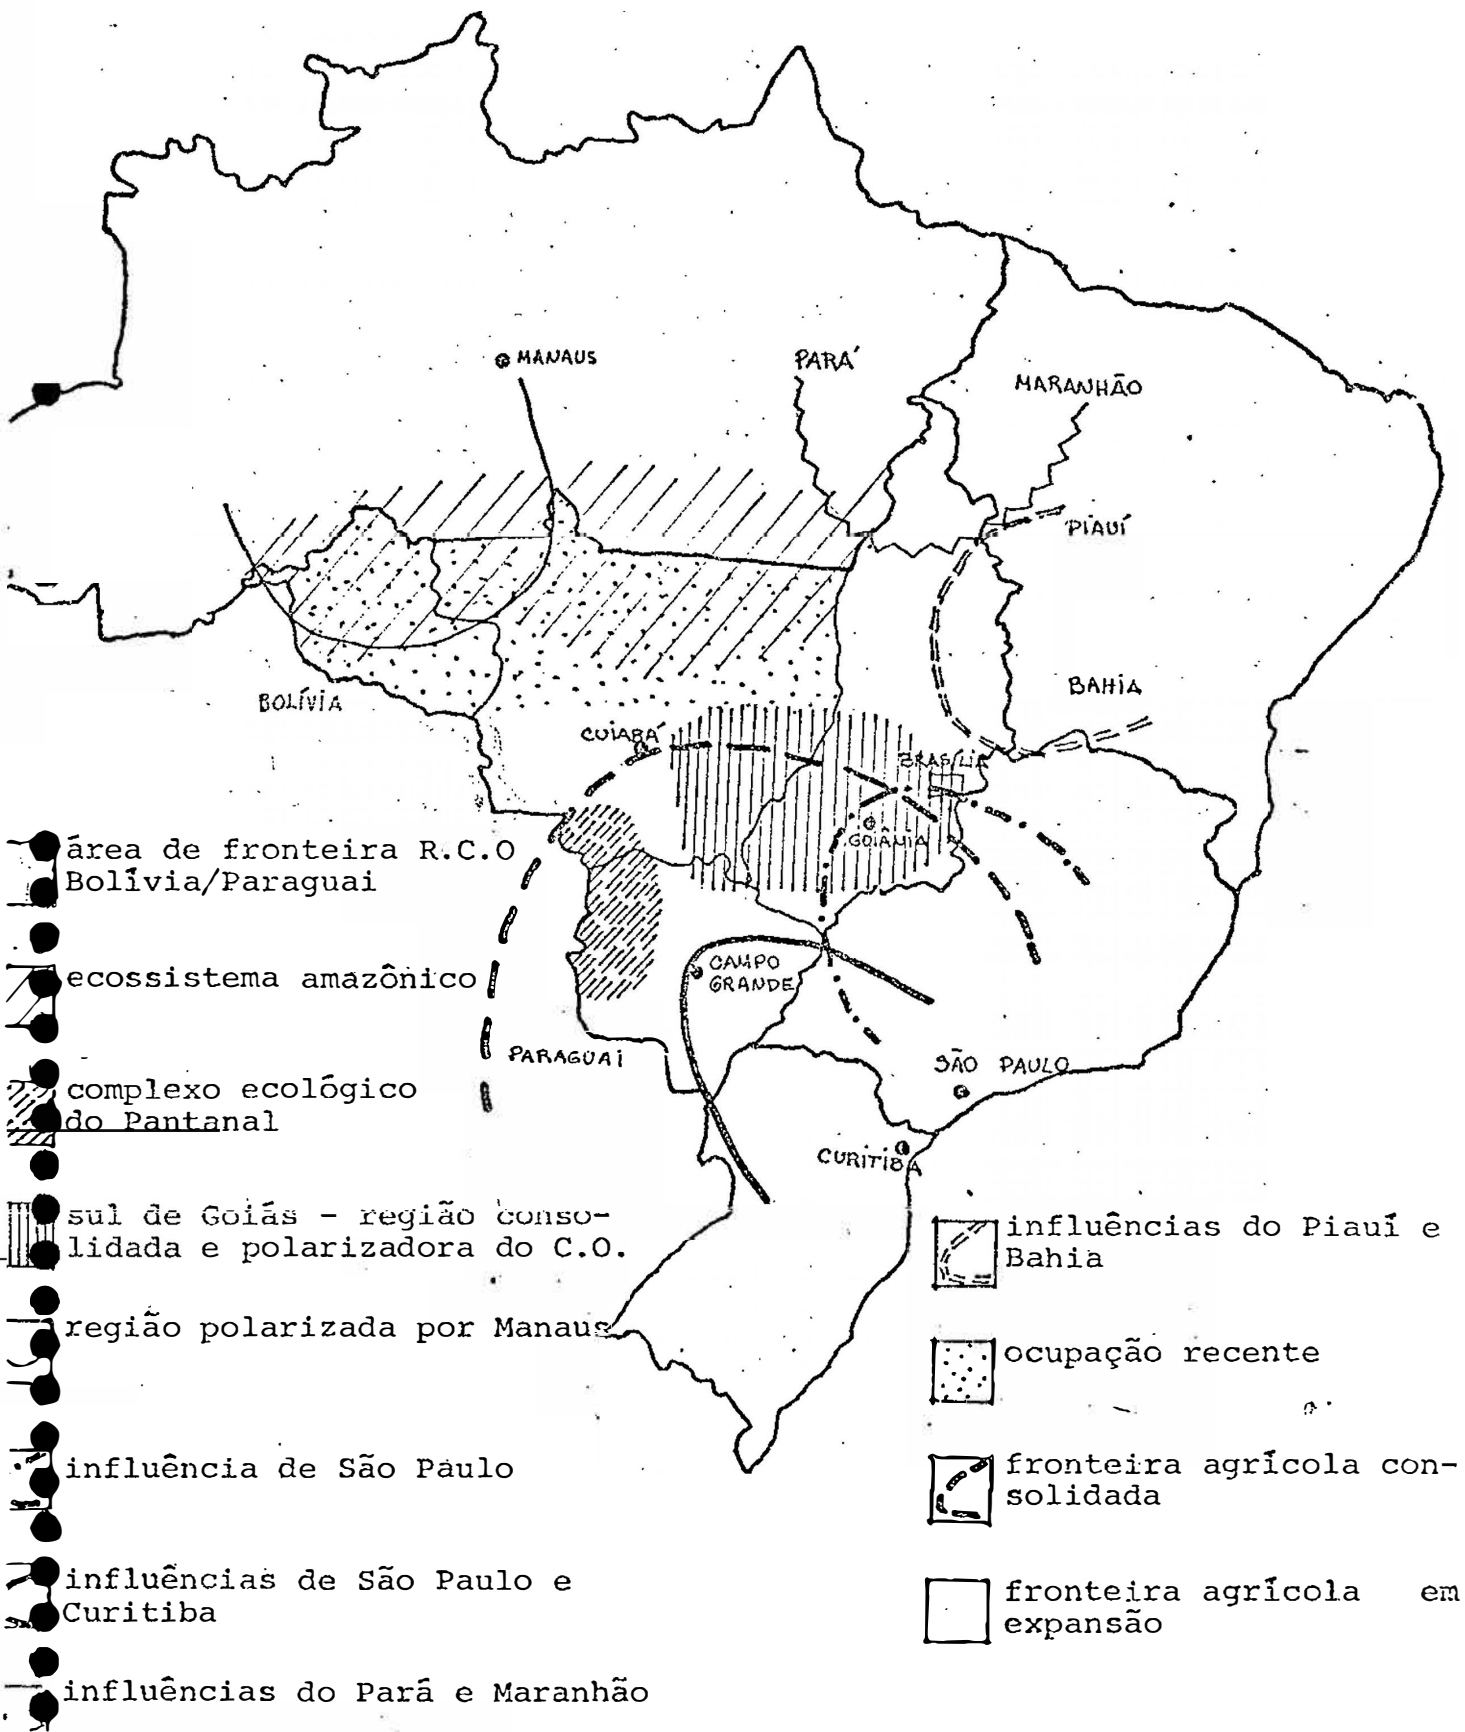 MANAUS
PARÁ
MARANHÃO
PIAUÍ
BOLÍVIA
BAHIA
CUIABÁ
BRASÍLIA
GOIÂNIA
CAMPO
GRANDE
PARAGUAI
SÃO PAULO
CURITIBA
área de fronteira R.C.O
Bolívia/Paraguai
ecossistema amazônico
complexo ecológico
do Pantanal
sul de Goiás - região conso-
lidada e polarizadora do C.O.
região polarizada por Manaus
influência de São Paulo
influências de São Paulo e
Curitiba
influências do Pará e Maranhão
influências do Piauí e
Bahia
ocupação recente
fronteira agrícola con-
solidada
fronteira agrícola em
expansão